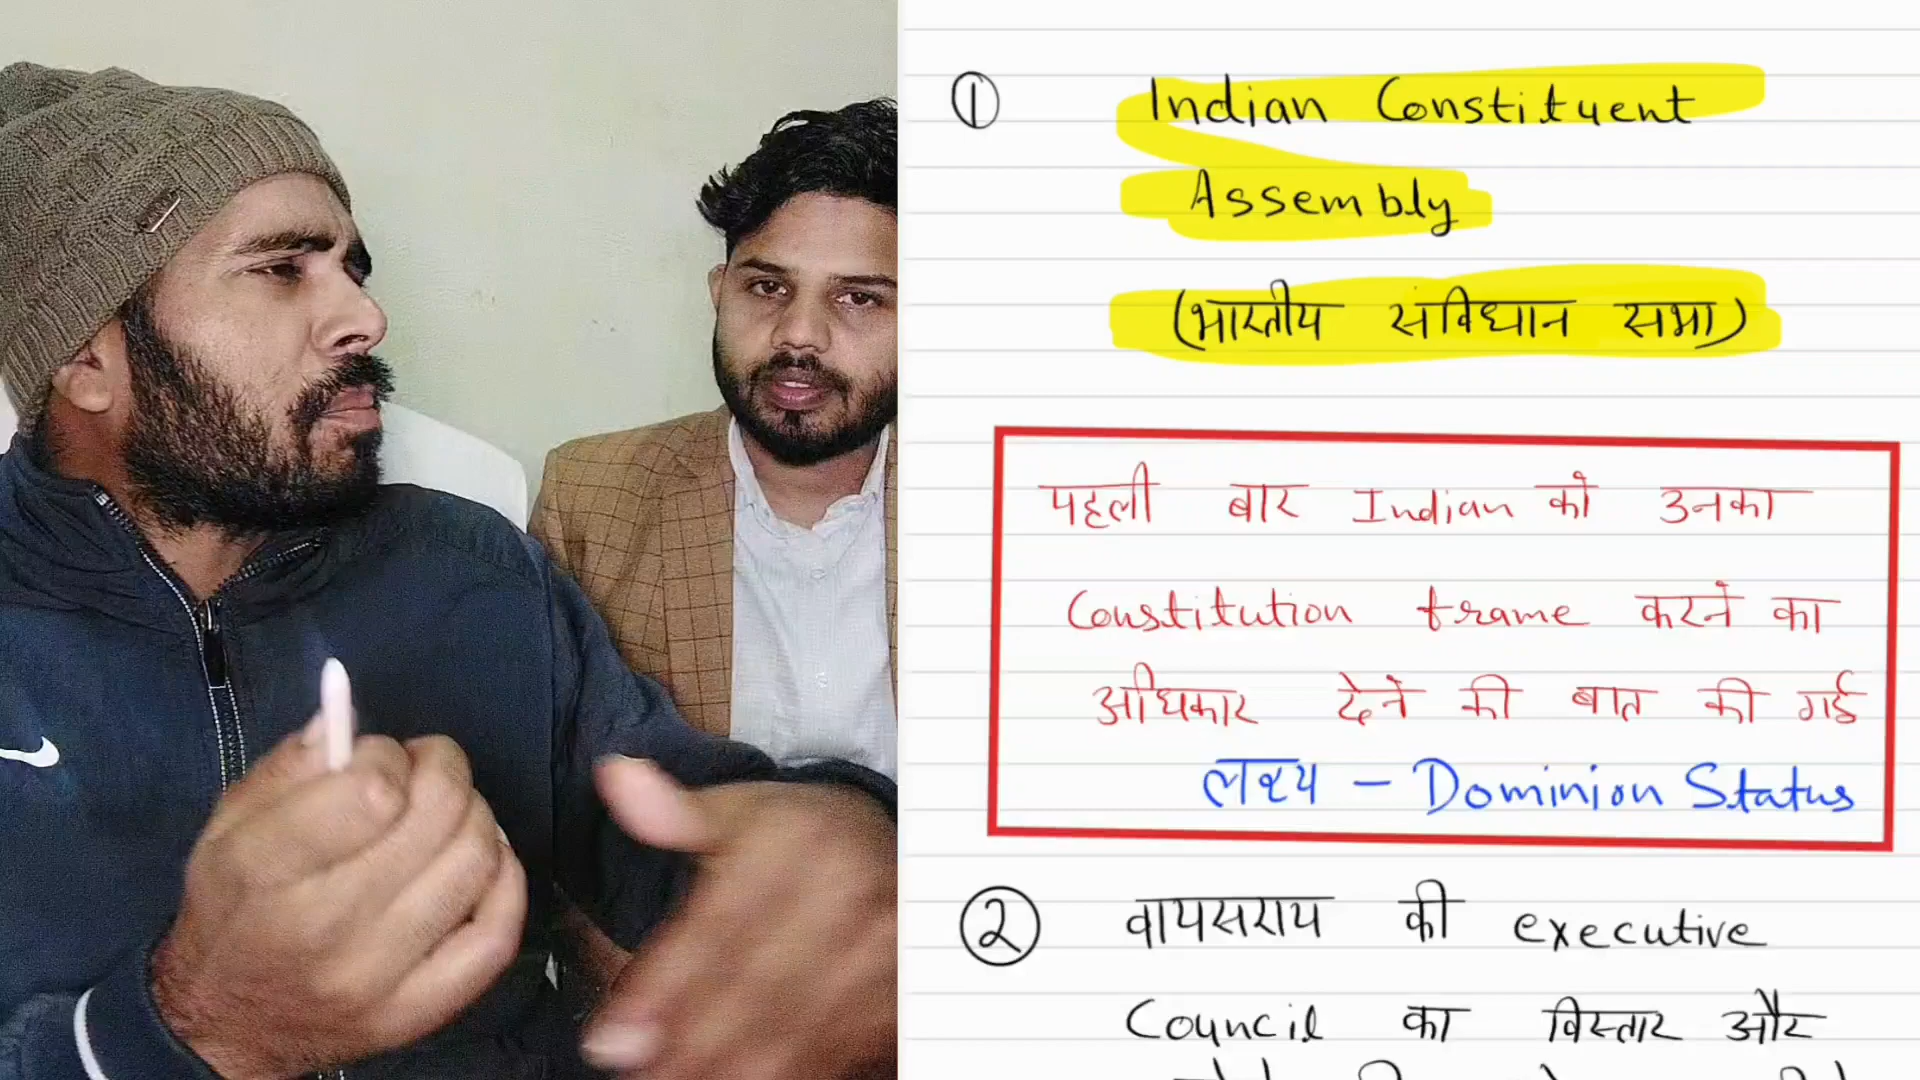 ①
Indian Constituent
Assembly
(भारतीय संविधान सभा)
पहली बार Indian को उनका
Constitution frame करने का
अधिकार देने की बात की गई
लक्ष्य - Dominion Status
② वायसराय की executive
Council का विस्तार और